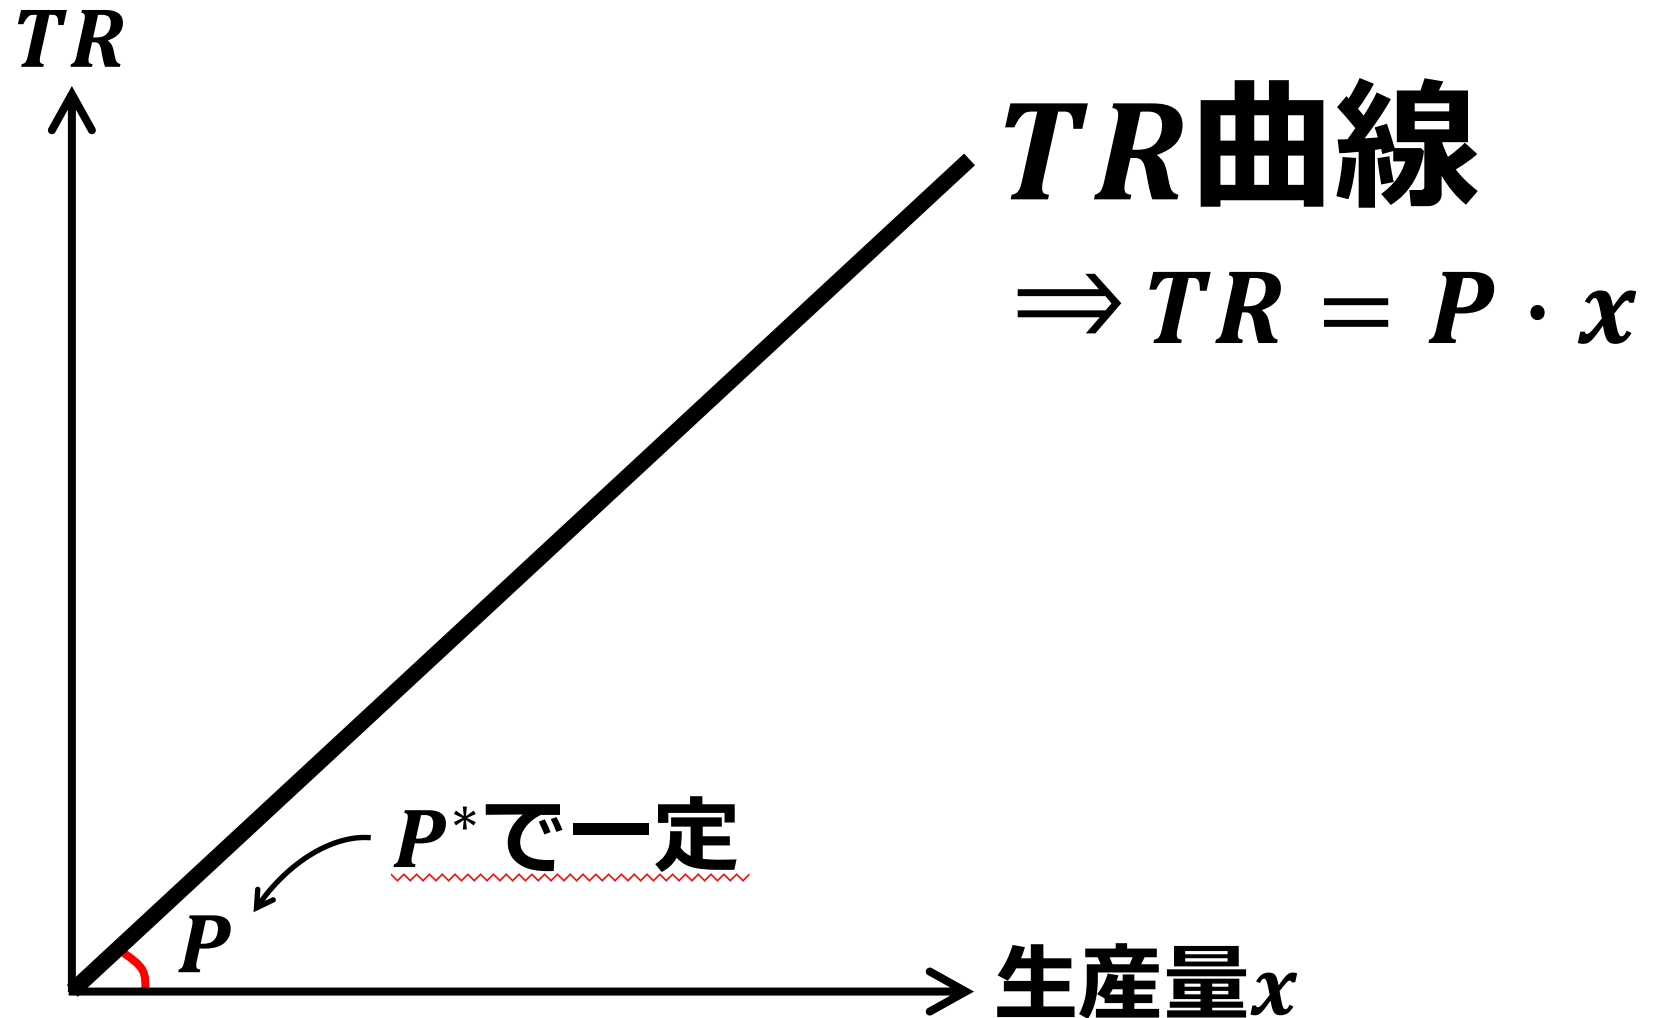 TR
TR曲線
⇒TR = P・x
P*で一定
P
生産量x